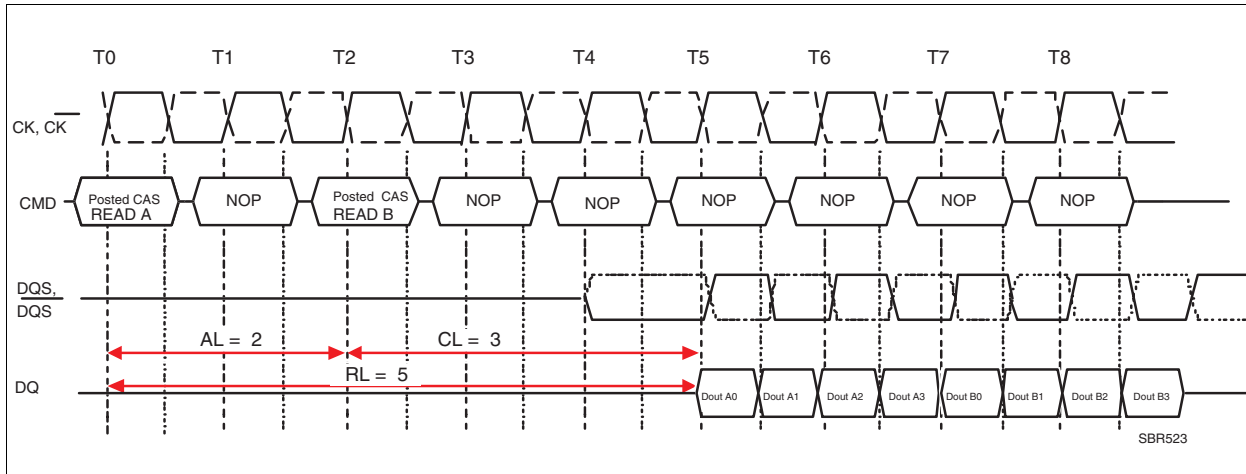 T0 T1 T2 T3 T4 T5 T6 T7 T8
CK, CK
CMD
Posted CAS
READ A
NOP
Posted CAS
READ B
NOP
NOP
NOP
NOP
NOP
NOP
DQS,
DQS
AL = 2
CL = 3
RL = 5
DQ
Dout A0
Dout A1
Dout A2
Dout A3
Dout B0
Dout B1
Dout B2
Dout B3
SBR523